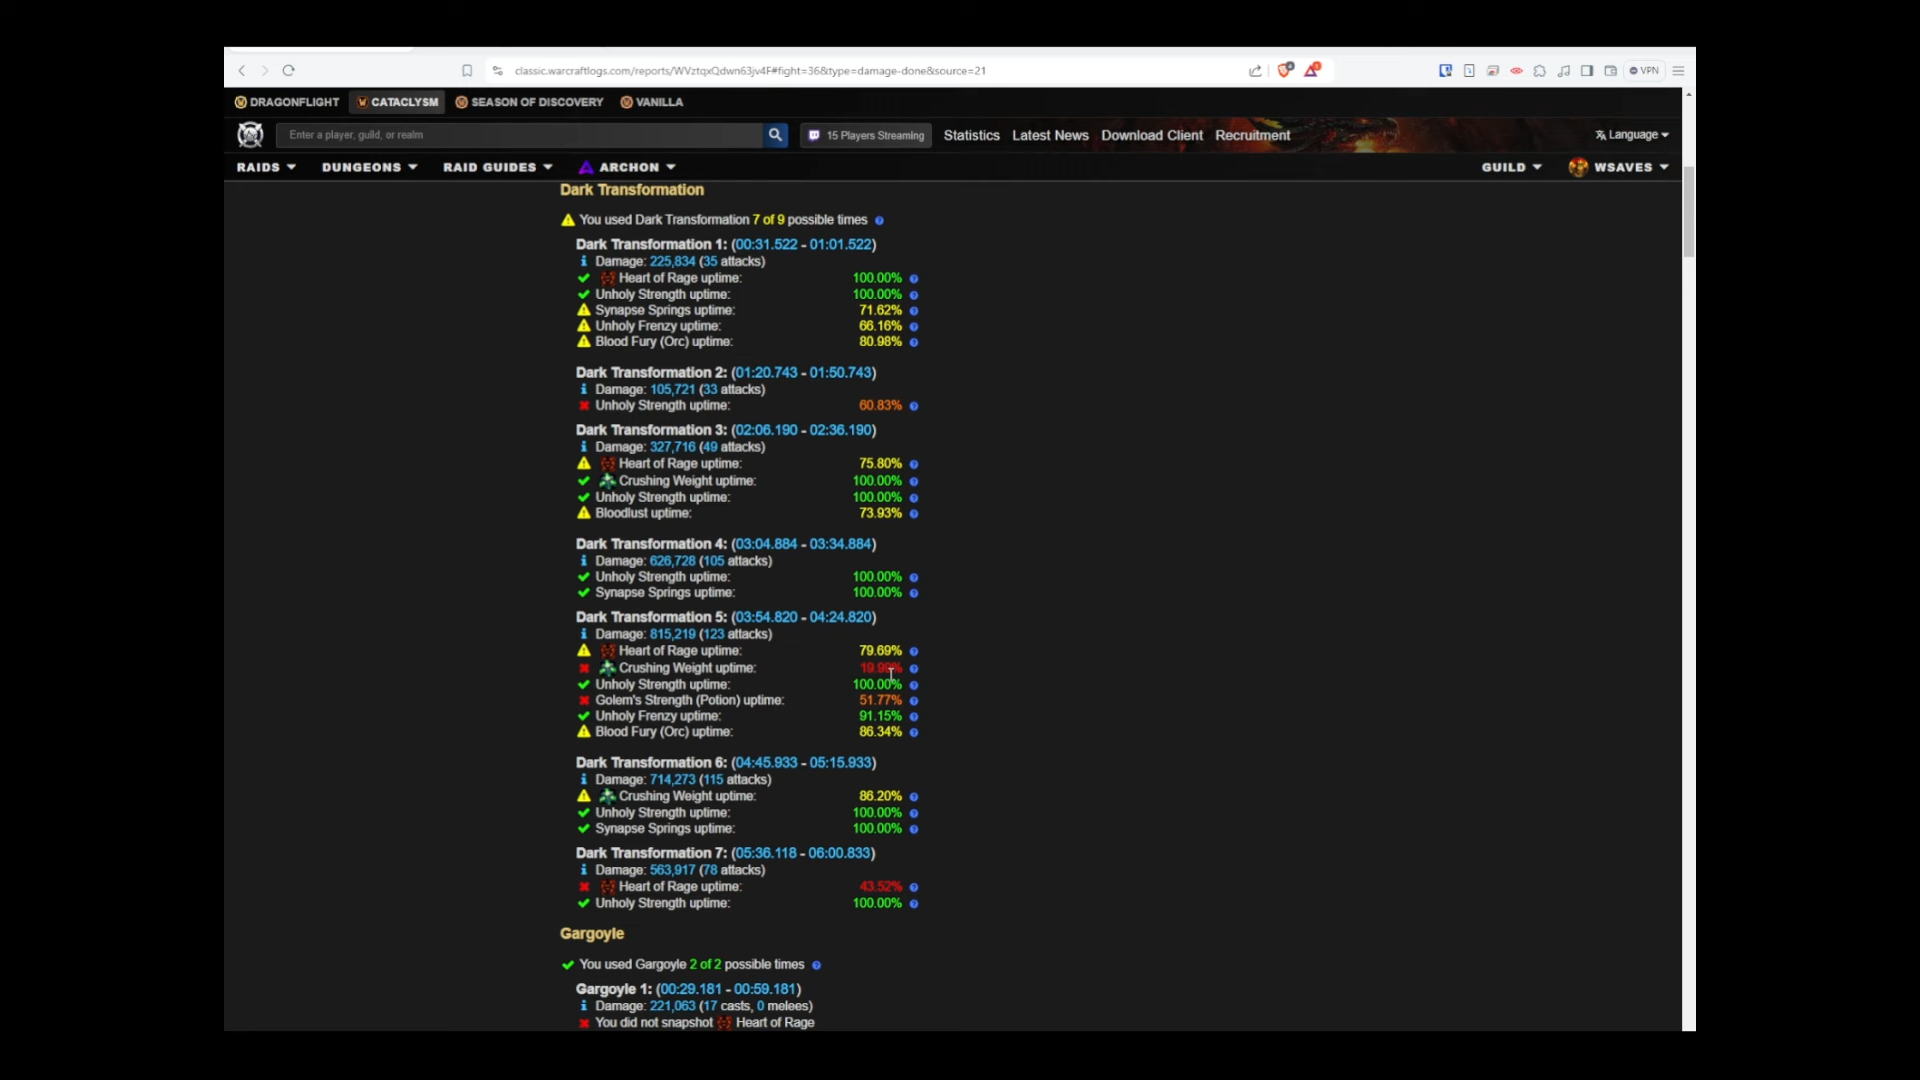 classic.warcraftlogs.com/reports/WVztqxQdwn63jv4F#fight=36&type=damage-done&source=21
VPN
DRAGONFLIGHT CATACLYSM SEASON OF DISCOVERY VANILLA
Enter a player, guild, or realm
15 Players Streaming Statistics Latest News Download Client Recruitment Language
RAIDS DUNGEONS RAID GUIDES ARCHON GUILD WSAVES
Dark Transformation
You used Dark Transformation 7 of 9 possible times
Dark Transformation 1: (00:31.522 - 01:01.522)
Damage: 225,834 (35 attacks)
Heart of Rage uptime: 100.00%
Unholy Strength uptime: 100.00%
Synapse Springs uptime: 71.62%
Unholy Frenzy uptime: 66.16%
Blood Fury (Orc) uptime: 80.98%
Dark Transformation 2: (01:20.743 - 01:50.743)
Damage: 105,721 (33 attacks)
Unholy Strength uptime: 60.83%
Dark Transformation 3: (02:06.190 - 02:36.190)
Damage: 327,716 (49 attacks)
Heart of Rage uptime: 75.80%
Crushing Weight uptime: 100.00%
Unholy Strength uptime: 100.00%
Bloodlust uptime: 73.93%
Dark Transformation 4: (03:04.884 - 03:34.884)
Damage: 626,728 (105 attacks)
Unholy Strength uptime: 100.00%
Synapse Springs uptime: 100.00%
Dark Transformation 5: (03:54.820 - 04:24.820)
Damage: 815,219 (123 attacks)
Heart of Rage uptime: 79.69%
Crushing Weight uptime:
Unholy Strength uptime: 100.00%
Golem's Strength (Potion) uptime: 51.77%
Unholy Frenzy uptime: 91.15%
Blood Fury (Orc) uptime: 86.34%
Dark Transformation 6: (04:45.933 - 05:15.933)
Damage: 714,273 (115 attacks)
Crushing Weight uptime: 86.20%
Unholy Strength uptime: 100.00%
Synapse Springs uptime: 100.00%
Dark Transformation 7: (05:36.118 - 06:00.833)
Damage: 563,917 (78 attacks)
Heart of Rage uptime: 43.52%
Unholy Strength uptime: 100.00%
Gargoyle
You used Gargoyle 2 of 2 possible times
Gargoyle 1: (00:29.181 - 00:59.181)
Damage: 221,063 (17 casts, 0 melees)
You did not snapshot Heart of Rage